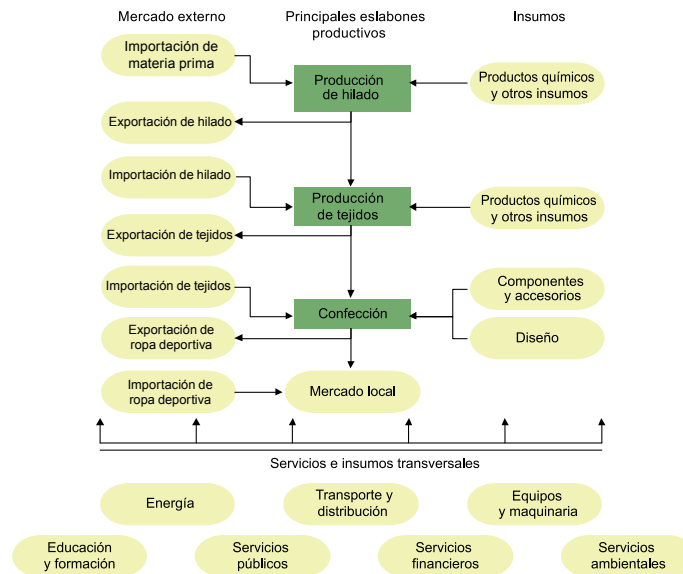 Mercado externo
Principales eslabones
productivos
Insumos
Importación de
materia prima
Producción
de hilado
Productos químicos
y otros insumos
Exportación de hilado
Importación de hilado
Producción
de tejidos
Productos químicos
y otros insumos
Exportación de tejidos
Importación de tejidos
Componentes
y accesorios
Confección
Exportación de
ropa deportiva
Diseño
Importación de
ropa deportiva
Mercado local
Servicios e insumos transversales
Energía
Transporte y
distribución
Equipos
y maquinaria
Educación
y formación
Servicios
públicos
Servicios
financieros
Servicios
ambientales